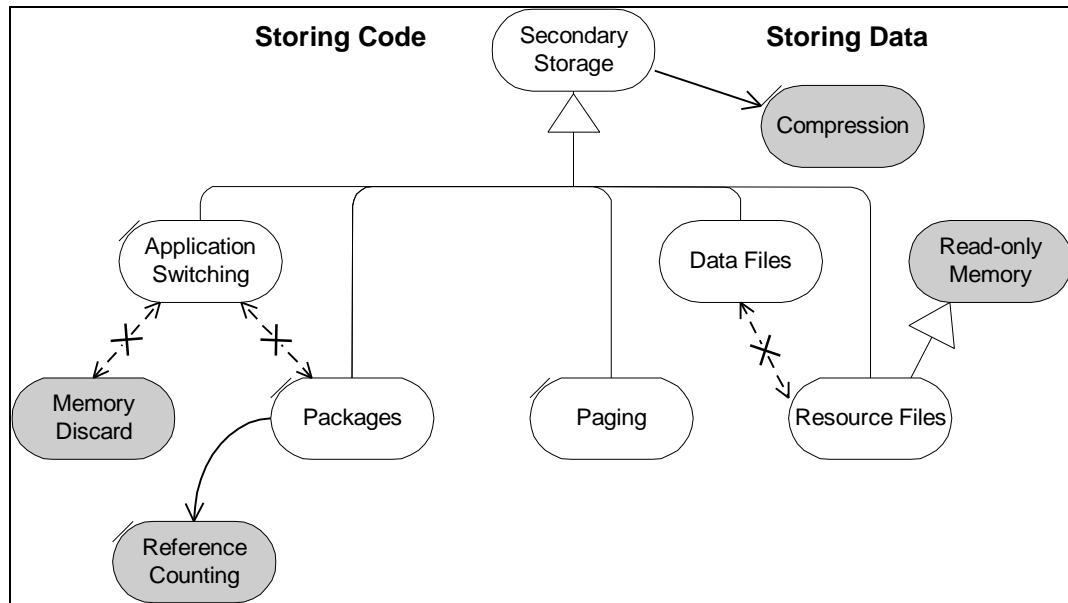 Storing Code
Secondary
Storage
Storing Data
Compression
Application
Switching
Data Files
Read-only
Memory
Memory
Discard
Packages
Paging
Resource Files
Reference
Counting